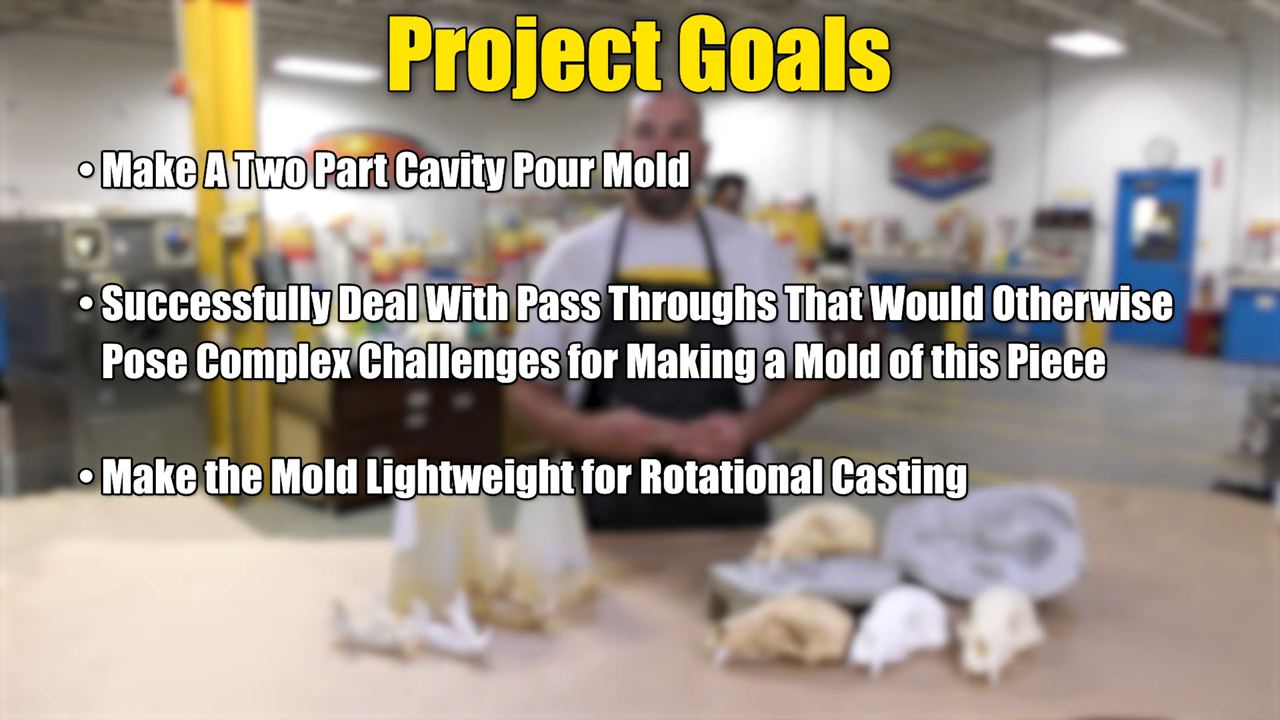 Project Goals
• Make A Two Part Cavity Pour Mold
• Successfully Deal With Pass Throughs That Would Otherwise
Pose Complex Challenges for Making a Mold of this Piece
• Make the Mold Lightweight for Rotational Casting